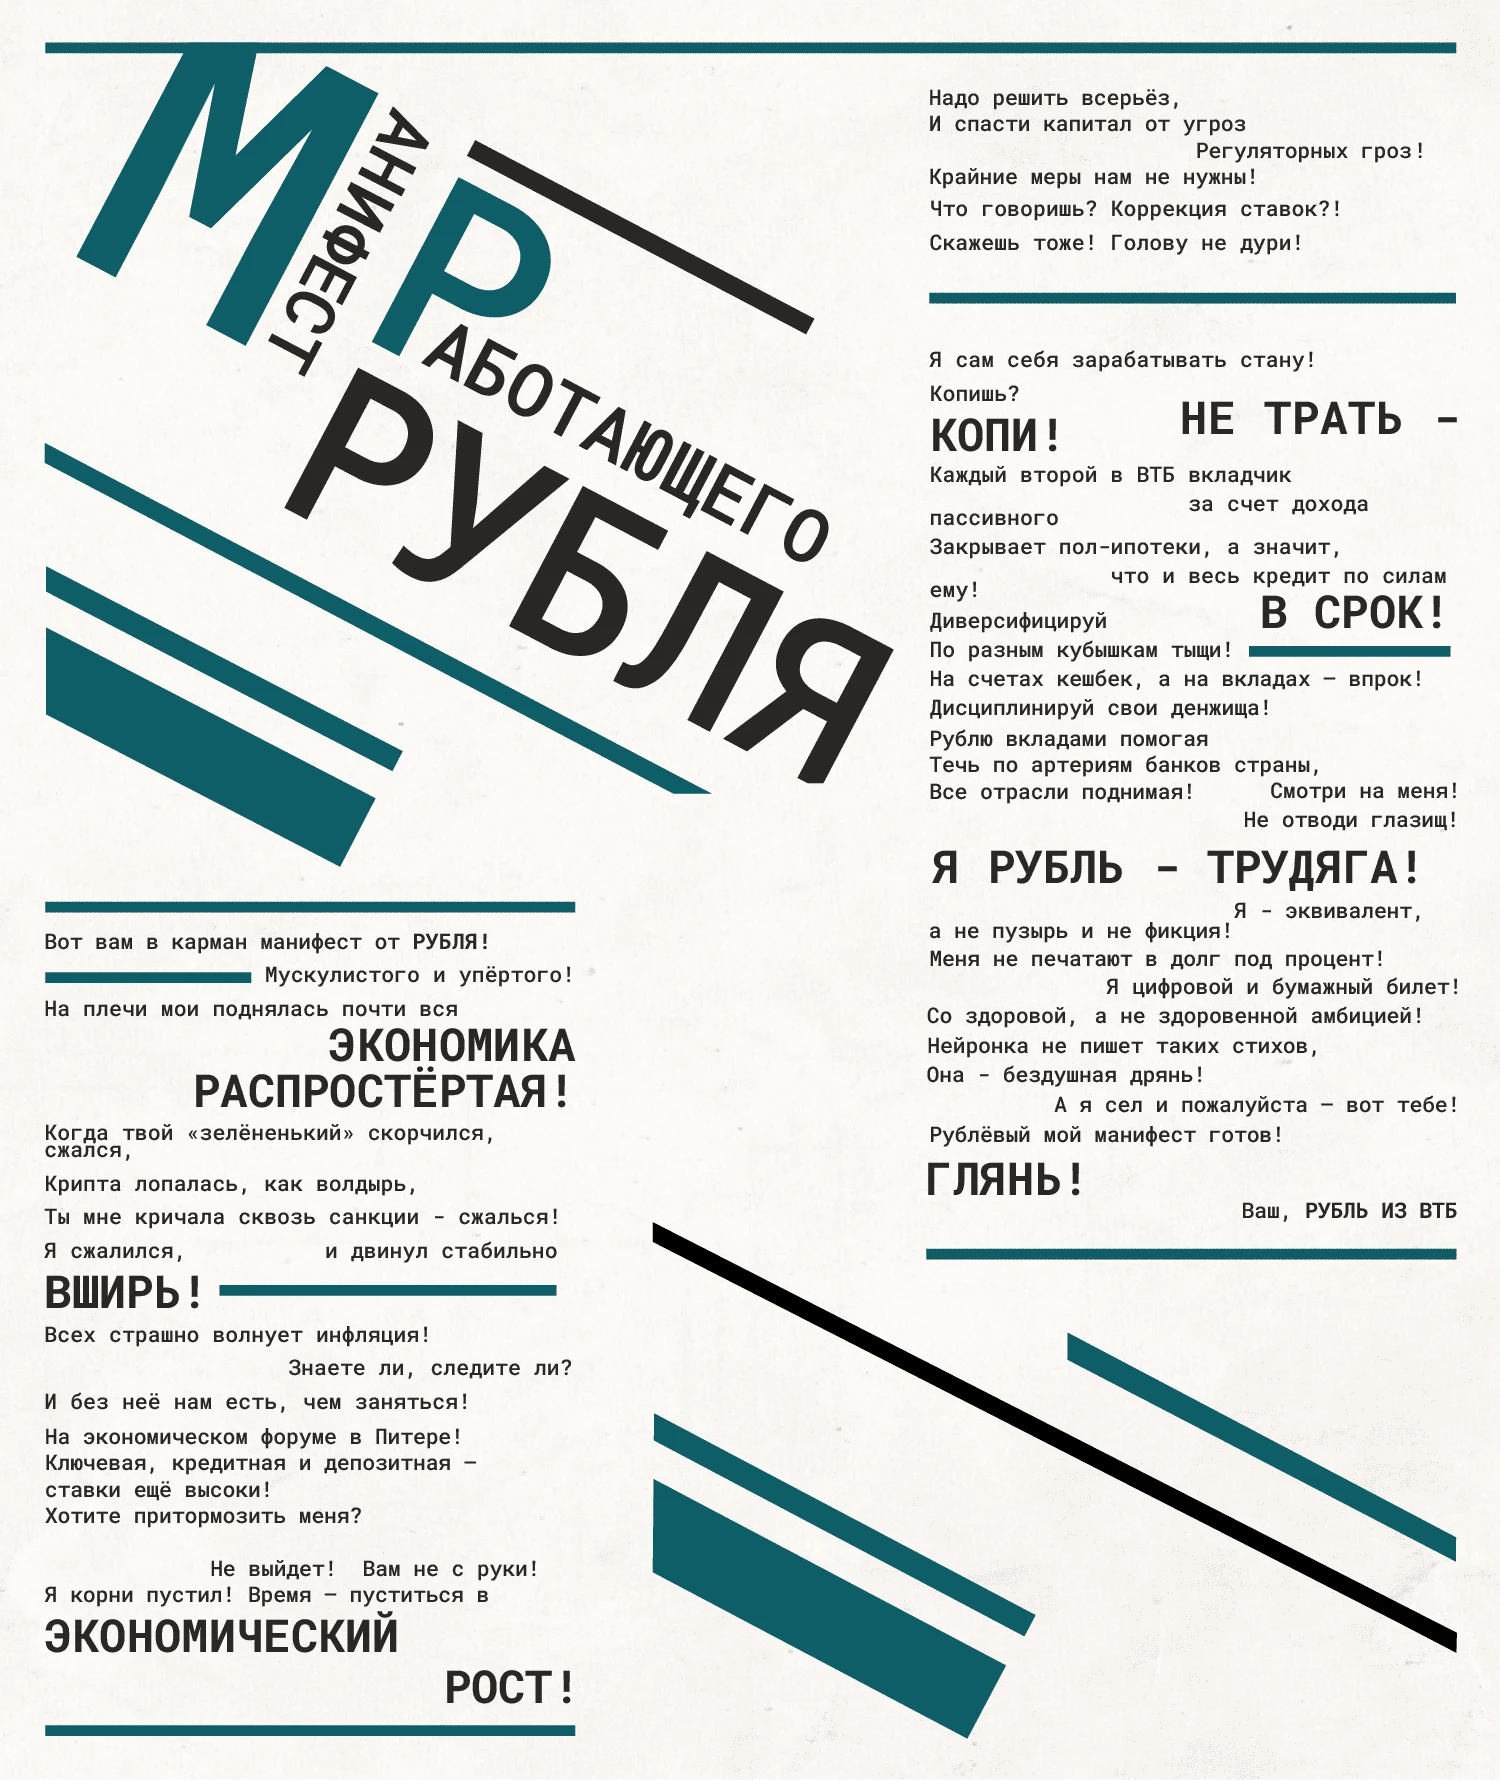 МАНИФЕСТ
РАБОТАЮЩЕГО
РУБЛЯ
Вот вам в карман манифест от РУБЛЯ!
Мускулистого и упёртого!
На плечи мои поднялась почти вся
ЭКОНОМИКА
РАСПРОСТЁРТАЯ!
Когда твой «зелёненький» скорчился,
сжался,
Крипта лопалась, как волдырь,
Ты мне кричала сквозь санкции - сжалься!
Я сжалился, и двинул стабильно
ВШИРЬ!
Всех страшно волнует инфляция!
Знаете ли, следите ли?
И без неё нам есть, чем заняться!
На экономическом форуме в Питере!
Ключевая, кредитная и депозитная –
ставки ещё высоки!
Хотите притормозить меня?
Не выйдет! Вам не с руки!
Я корни пустил! Время – пуститься в
ЭКОНОМИЧЕСКИЙ
РОСТ!
Надо решить всерьёз,
И спасти капитал от угроз
Регуляторных гроз!
Крайние меры нам не нужны!
Что говоришь? Коррекция ставок?!
Скажешь тоже! Голову не дури!
Я сам себя зарабатывать стану!
Копишь?
НЕ ТРАТЬ –
КОПИ!
Каждый второй в ВТБ вкладчик
за счет дохода
пассивного
Закрывает пол-ипотеки, а значит,
что и весь кредит по силам
ему!
В СРОК!
Диверсифицируй
По разным кубышкам тыщи!
На счетах кешбек, а на вкладах – впрок!
Дисциплинируй свои денжища!
Рублю вкладами помогая
Течь по артериям банков страны,
Все отрасли поднимая! Смотри на меня!
Не отводи глазищ!
Я РУБЛЬ – ТРУДЯГА!
Я - эквивалент,
а не пузырь и не фикция!
Меня не печатают в долг под процент!
Я цифровой и бумажный билет!
Со здоровой, а не здоровенной амбицией!
Нейронка не пишет таких стихов,
Она - бездушная дрянь!
А я сел и пожалуйста – вот тебе!
Рублёвый мой манифест готов!
ГЛЯНЬ!
Ваш, РУБЛЬ ИЗ ВТБ